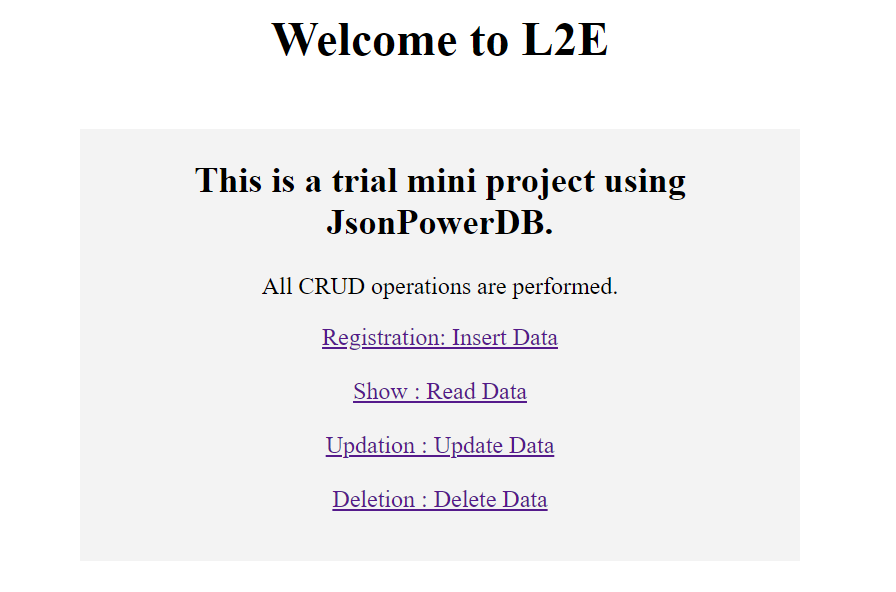 Welcome to L2E
This is a trial mini project using
JsonPowerDB.
All CRUD operations are performed.
Registration: Insert Data
Show : Read Data
Updation : Update Data
Deletion : Delete Data